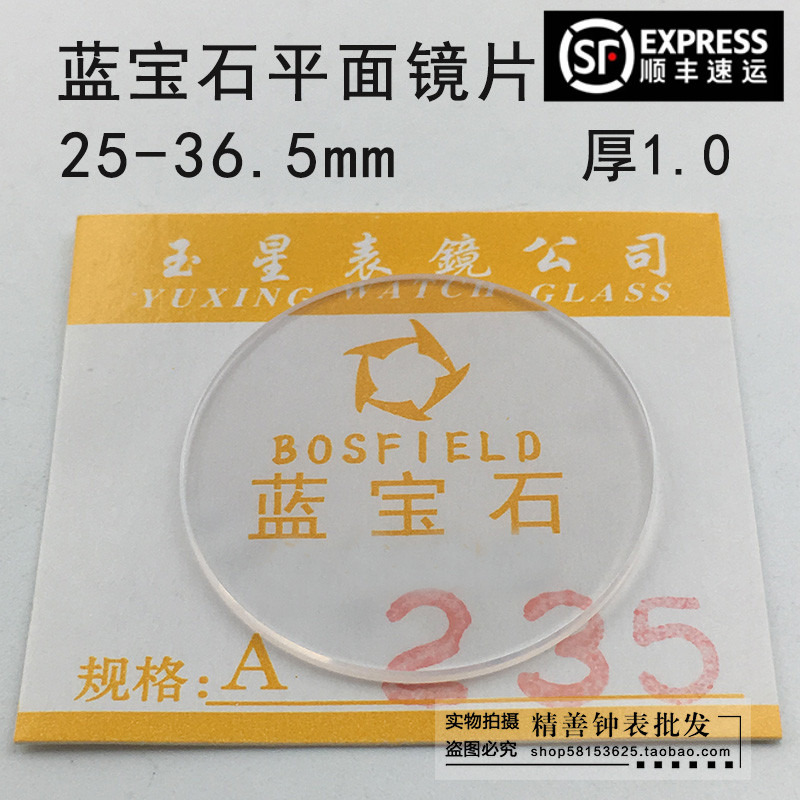 蓝宝石平面镜片
SF EXPRESS
顺丰速运
25-36.5mm 厚1.0
玉星表鏡公司
YUXING WATCH GLASS
BOSFIELD
蓝宝石
规格: A 235
实物拍摄 精善钟表批发
盗图必究 shop58153625.taobao.com